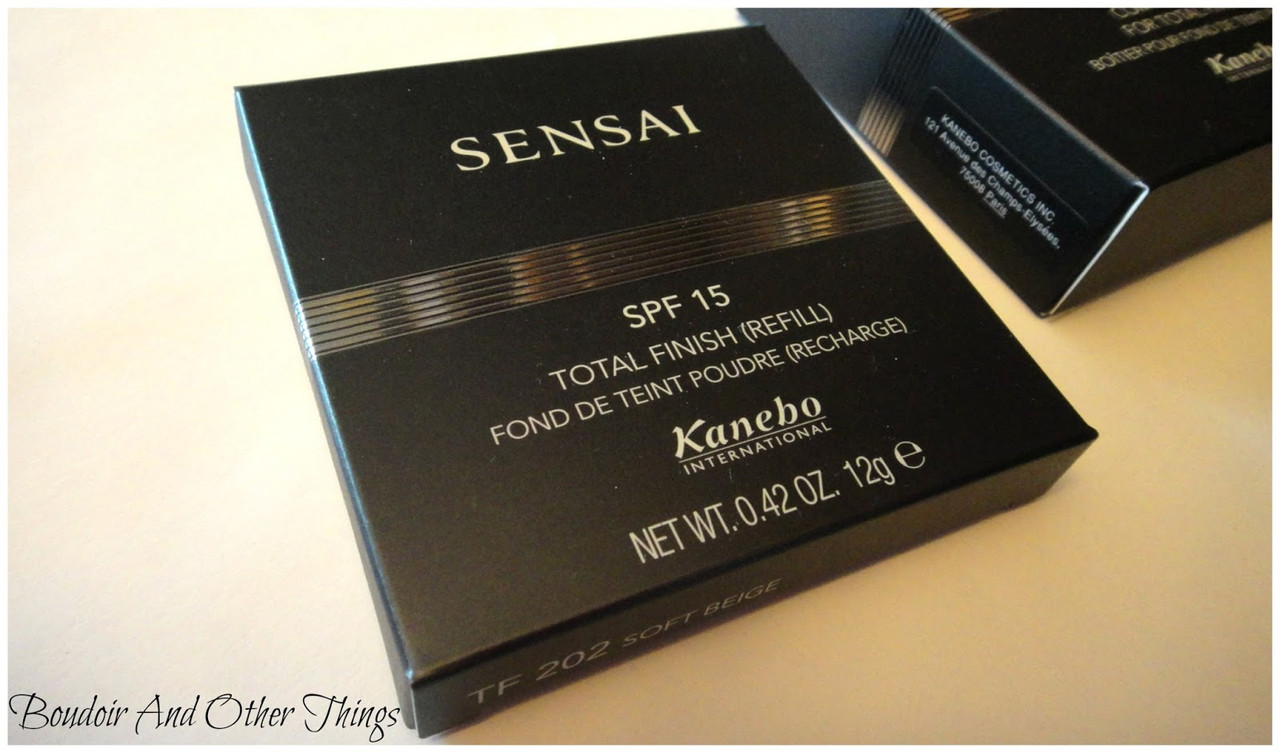 SENSAI
SPF 15
TOTAL FINISH (REFILL)
FOND DE TEINT POUDRE (RECHARGE)
Kanebo
INTERNATIONAL
NET WT. 0.42 OZ. 12g ℮
TF 202 SOFT BEIGE
FOR TOTAL
BOÎTIER POUR FOND DE TEINT
KANEBO COSMETICS INC.
121 Avenue des Champs-Elysées,
75008 Paris
Boudoir And Other Things